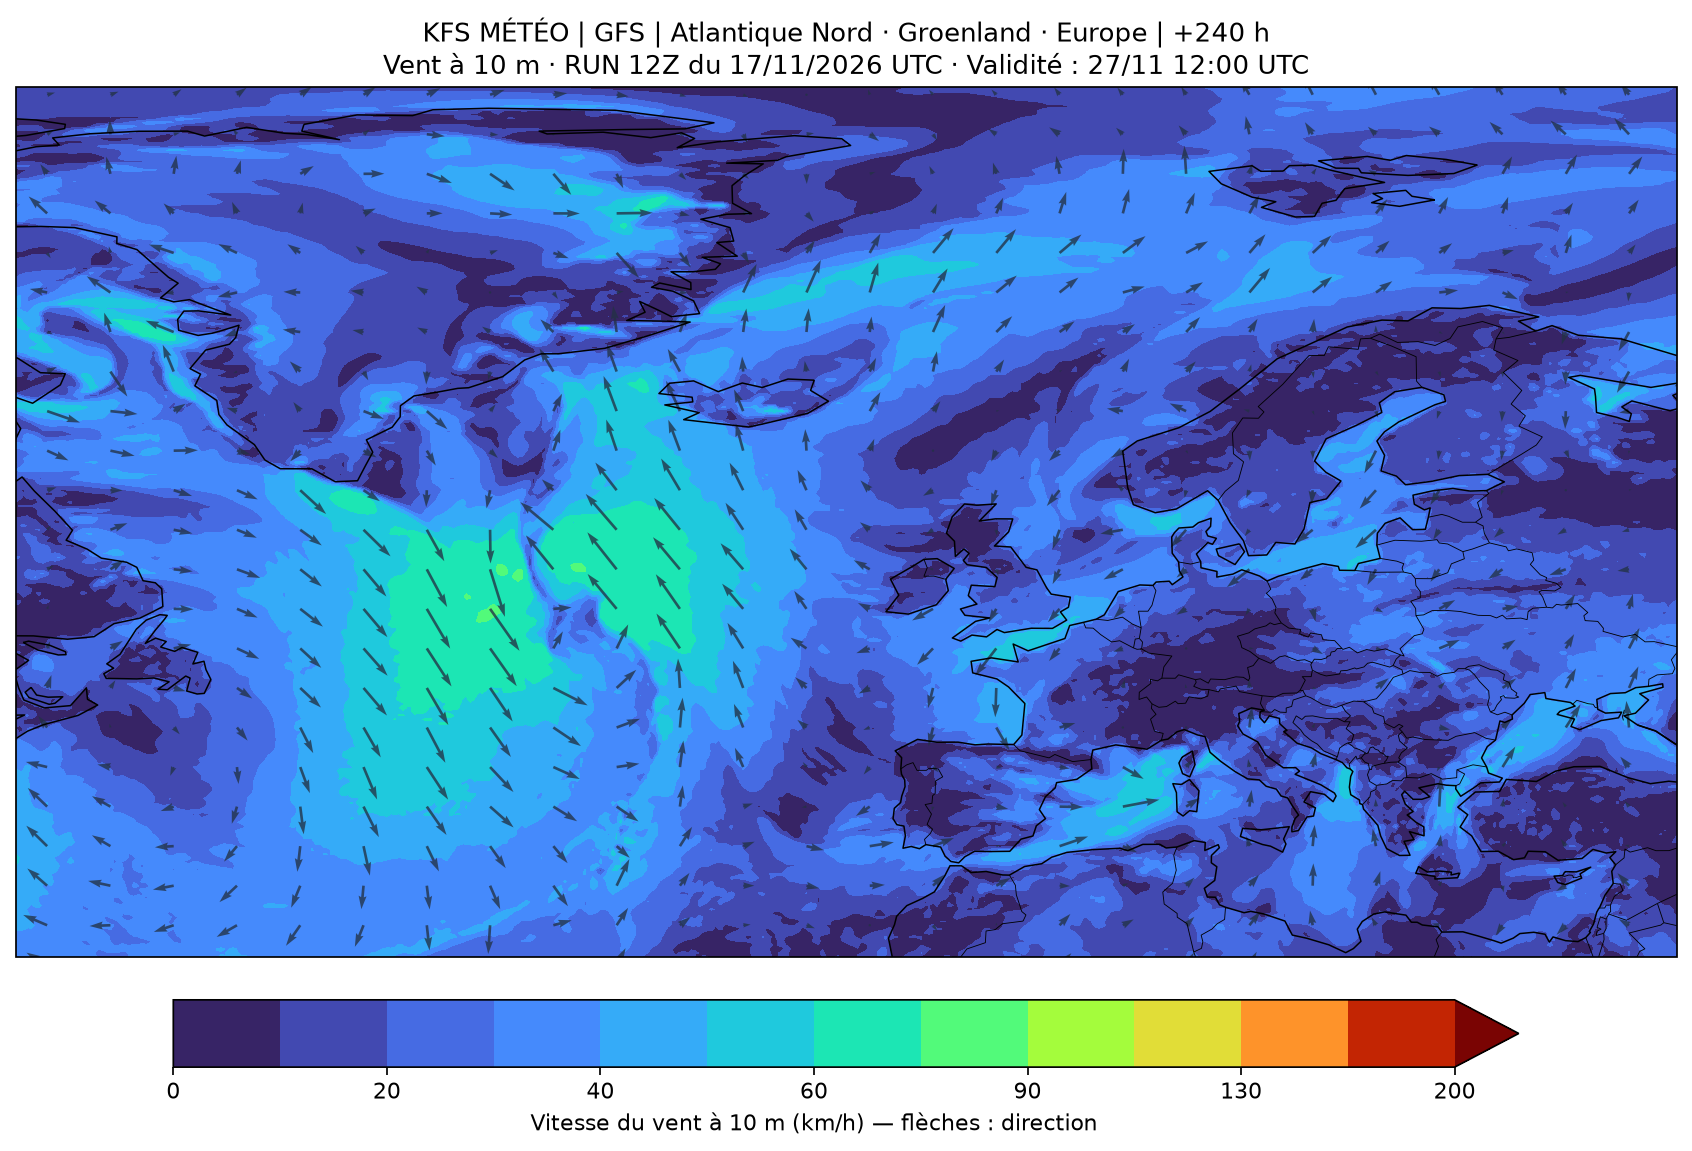 KFS MÉTÉO | GFS | Atlantique Nord · Groenland · Europe | +240 h
Vent à 10 m · RUN 12Z du 17/11/2026 UTC · Validité : 27/11 12:00 UTC
0 20 40 60 90 130 200
Vitesse du vent à 10 m (km/h) — flèches : direction